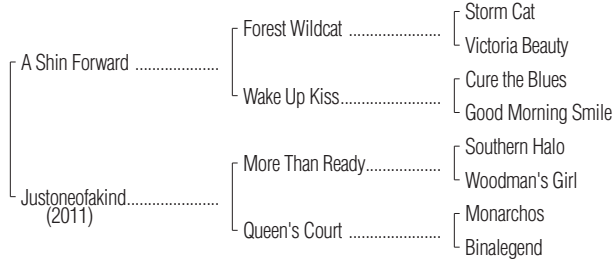 Storm Cat
Forest Wildcat ......................
Victoria Beauty
A Shin Forward ....................
Cure the Blues
Wake Up Kiss........................
Good Morning Smile
Southern Halo
More Than Ready..................
Woodman's Girl
Justoneofakind......................
(2011)
Monarchos
Queen's Court ......................
Binalegend